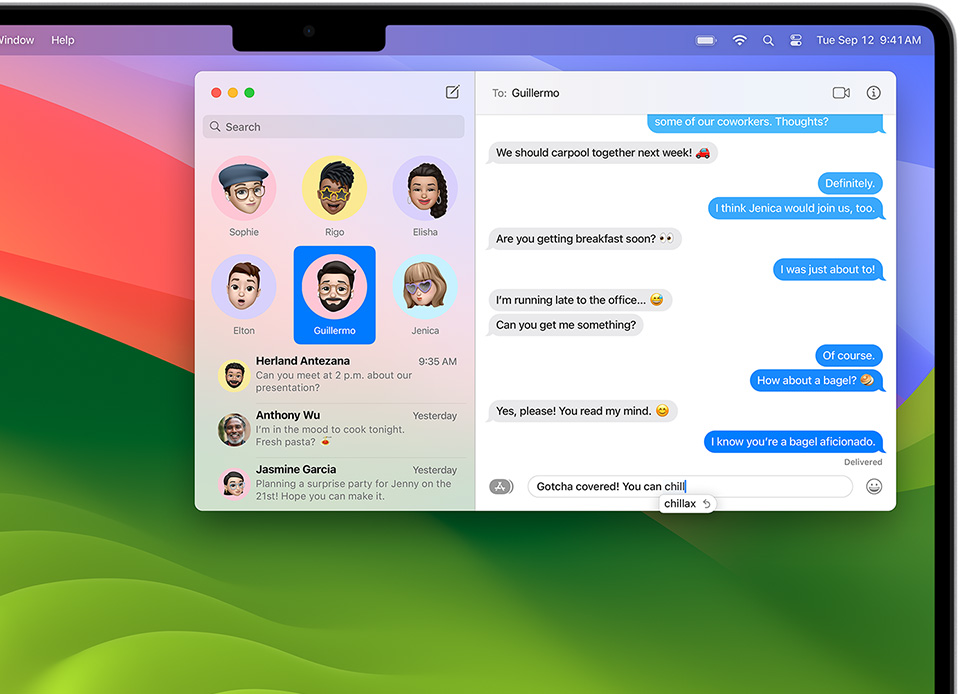 Window Help
Tue Sep 12 9:41AM
Search
Sophie
Rigo
Elisha
Elton
Guillermo
Jenica
Herland Antezana 9:35 AM
Can you meet at 2 p.m. about our
presentation?
Anthony Wu Yesterday
I'm in the mood to cook tonight.
Fresh pasta? 🍝
Jasmine Garcia Yesterday
Planning a surprise party for Jenny on the
21st! Hope you can make it.
To: Guillermo
some of our coworkers. Thoughts?
We should carpool together next week! 🚗
Definitely.
I think Jenica would join us, too.
Are you getting breakfast soon? 👀
I was just about to!
I'm running late to the office... 😅
Can you get me something?
Of course.
How about a bagel? 🥯
Yes, please! You read my mind. 😊
I know you're a bagel aficionado.
Delivered
Gotcha covered! You can chill
chillax